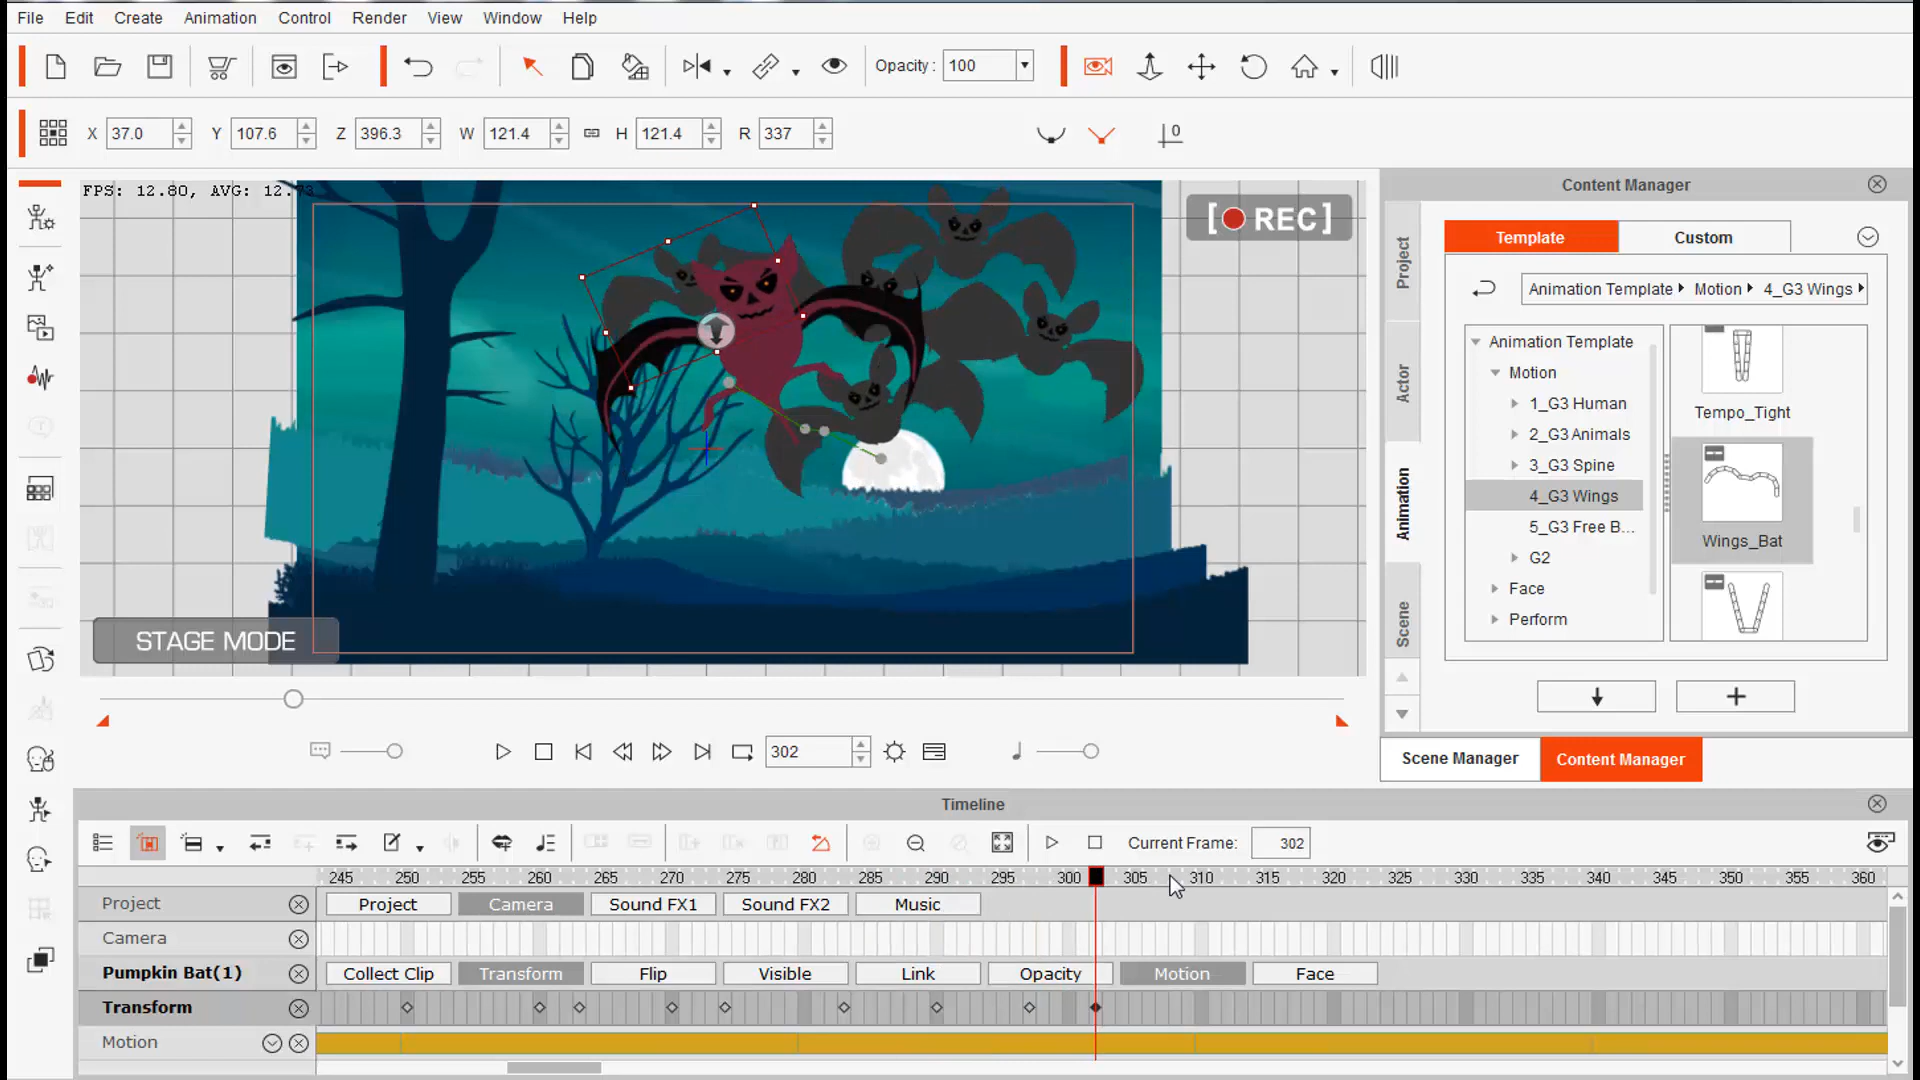 File Edit Create Animation Control Render View Window Help
Opacity : 100
X 37.0 Y 107.6 Z 396.3 W 121.4 H 121.4 R 337
0
Content Manager
FPS: 12.80, AVG: 12.73
[ REC ]
Template Custom
Project
Actor
Animation
Scene
Animation Template Motion 4_G3 Wings
Animation Template
Motion
1_G3 Human
2_G3 Animals
3_G3 Spine
4_G3 Wings
5_G3 Free B...
G2
Face
Perform
Tempo_Tight
Wings_Bat
STAGE MODE
302
Scene Manager Content Manager
Timeline
Current Frame: 302
245 250 255 260 265 270 275 280 285 290 295 300 305 310 315 320 325 330 335 340 345 350 355 360
Project Project Camera Sound FX1 Sound FX2 Music
Camera
Pumpkin Bat(1) Collect Clip Transform Flip Visible Link Opacity Motion Face
Transform
Motion